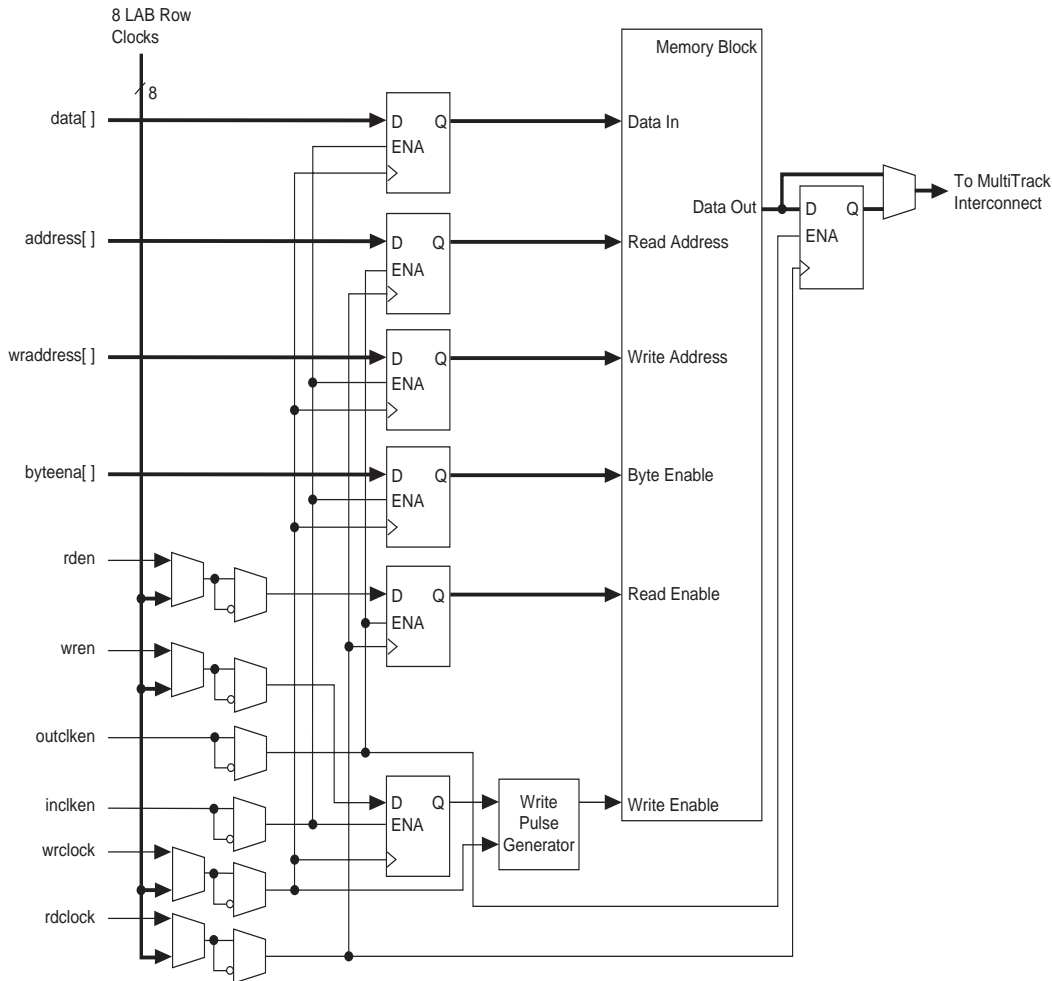 8 LAB Row
Clocks
8
Memory Block
data[ ]
D Q
ENA
Data In
To MultiTrack
Interconnect
Data Out
D Q
ENA
address[ ]
D Q
ENA
Read Address
wraddress[ ]
D Q
ENA
Write Address
byteena[ ]
D Q
ENA
Byte Enable
rden
D Q
ENA
Read Enable
wren
outclken
inclken
D Q
ENA
Write
Pulse
Generator
Write Enable
wrclock
rdclock